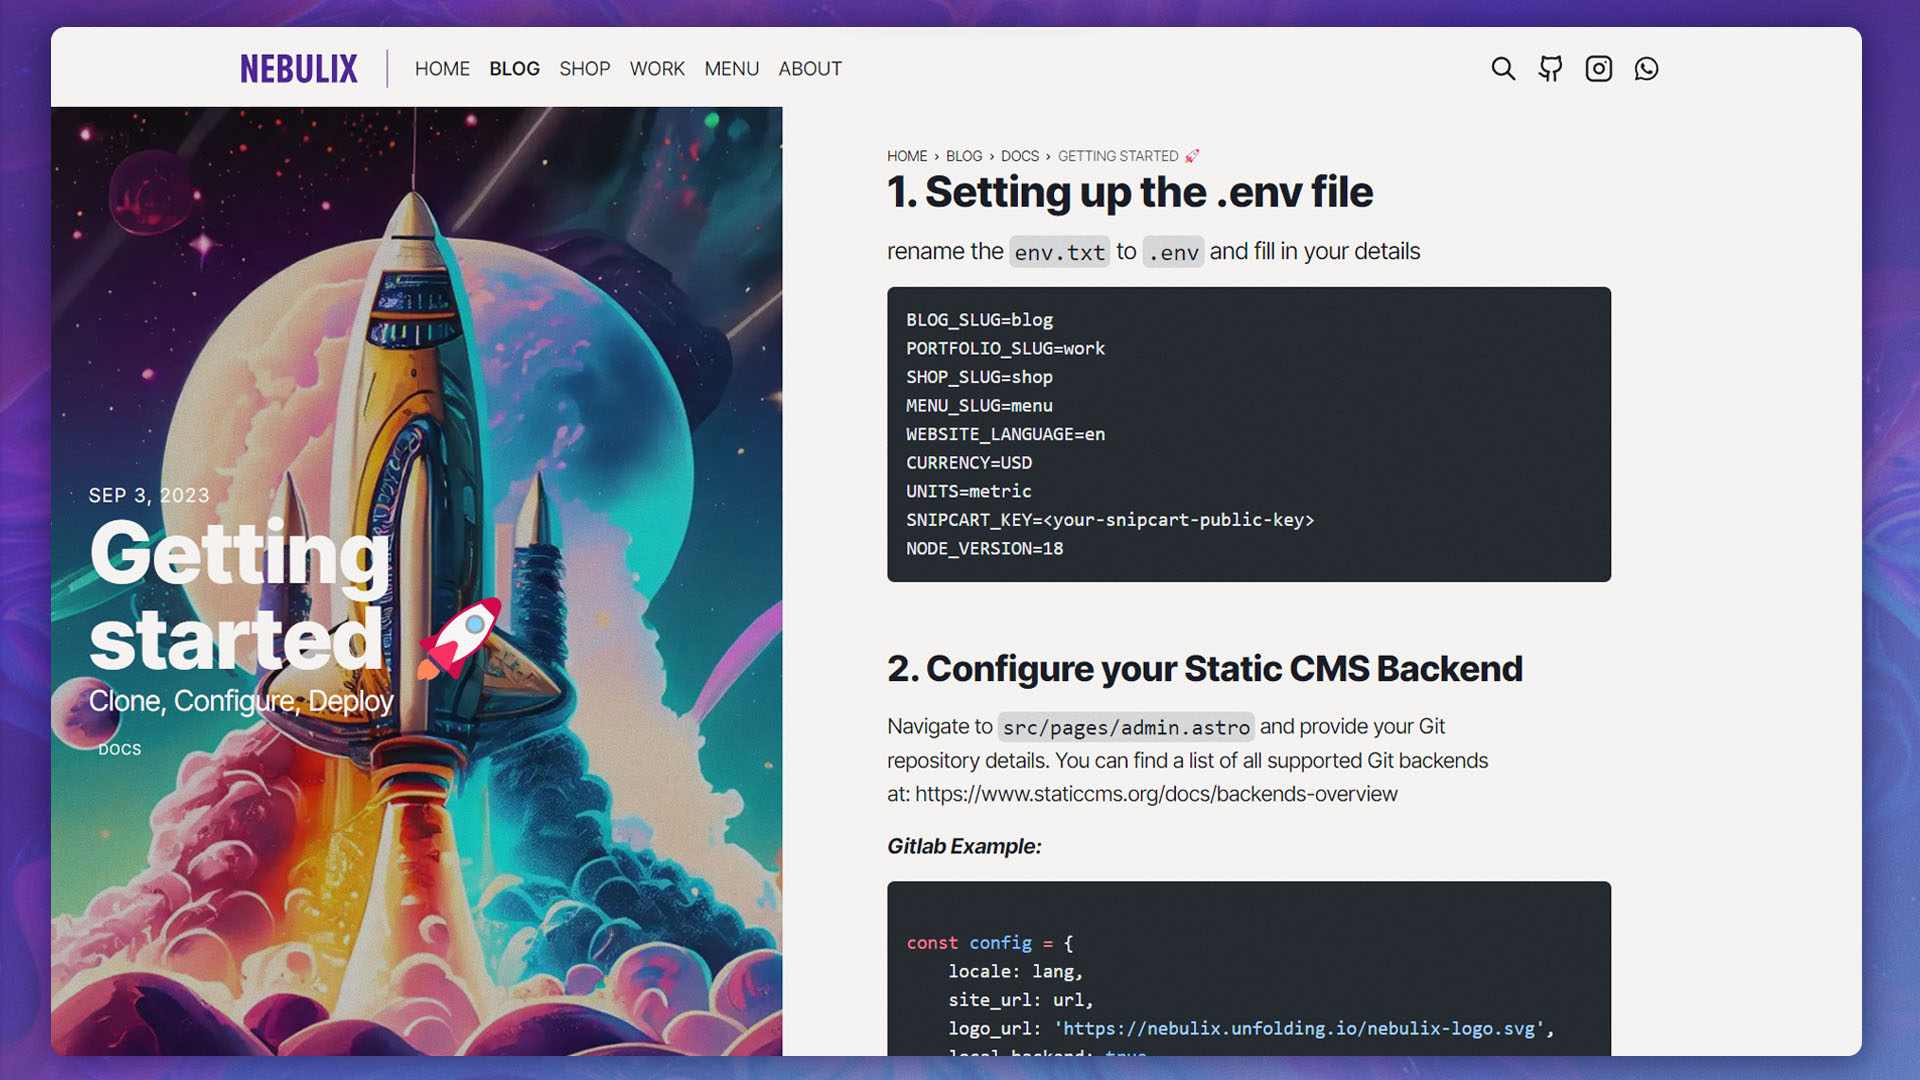 NEBULIX
HOME BLOG SHOP WORK MENU ABOUT
SEP 3, 2023
Getting
started 🚀
Clone, Configure, Deploy
DOCS
HOME › BLOG › DOCS › GETTING STARTED 🚀
1. Setting up the .env file
rename the env.txt to .env and fill in your details
BLOG_SLUG=blog
PORTFOLIO_SLUG=work
SHOP_SLUG=shop
MENU_SLUG=menu
WEBSITE_LANGUAGE=en
CURRENCY=USD
UNITS=metric
SNIPCART_KEY=<your-snipcart-public-key>
NODE_VERSION=18
2. Configure your Static CMS Backend
Navigate to src/pages/admin.astro and provide your Git
repository details. You can find a list of all supported Git backends
at: https://www.staticcms.org/docs/backends-overview
Gitlab Example:
const config = {
locale: lang,
site_url: url,
logo_url: 'https://nebulix.unfolding.io/nebulix-logo.svg',
local_backend: true